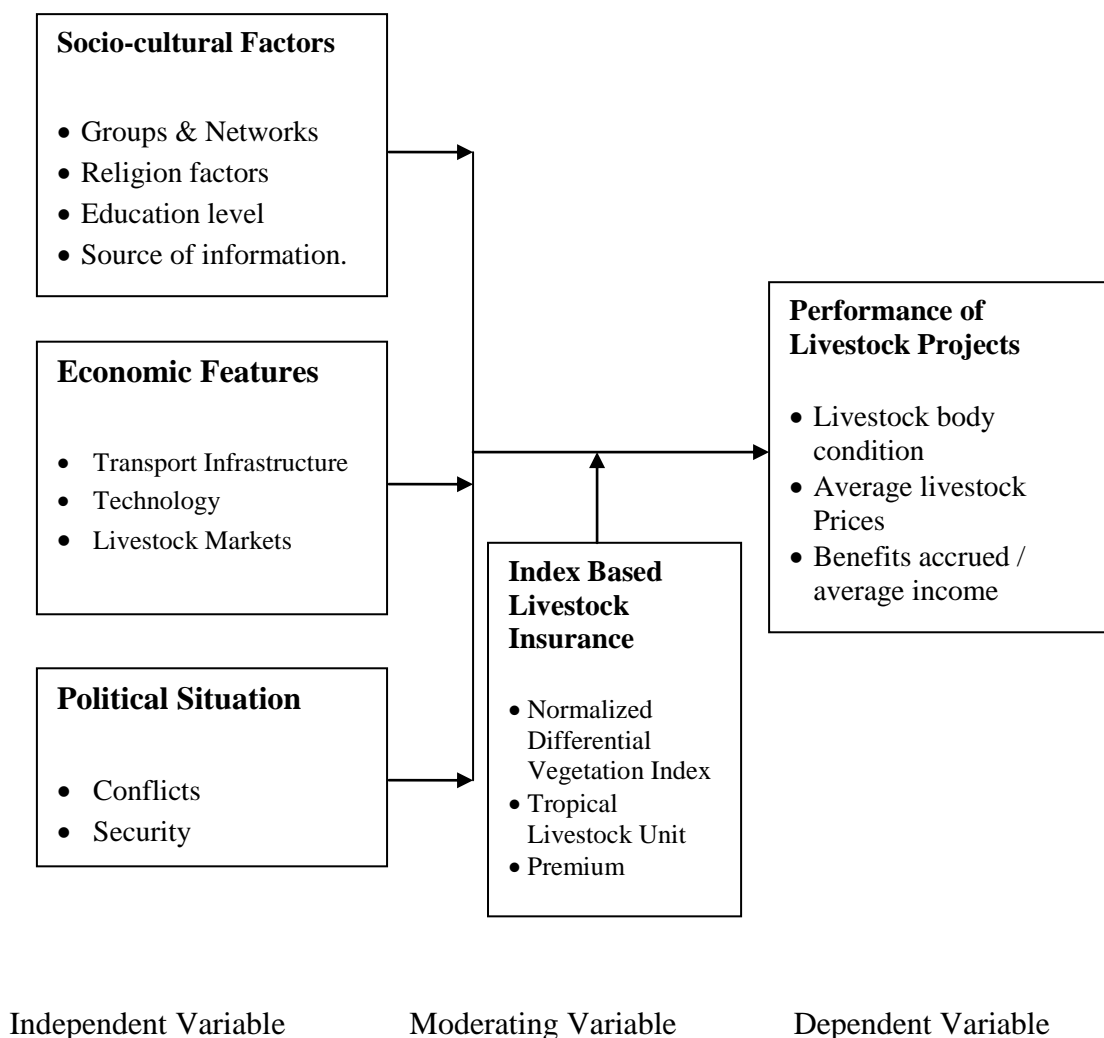 Socio-cultural Factors
• Groups & Networks
• Religion factors
• Education level
• Source of information.
Economic Features
• Transport Infrastructure
• Technology
• Livestock Markets
Political Situation
• Conflicts
• Security
Index Based
Livestock
Insurance
• Normalized
Differential
Vegetation Index
• Tropical
Livestock Unit
• Premium
Performance of
Livestock Projects
• Livestock body
condition
• Average livestock
Prices
• Benefits accrued /
average income
Independent Variable
Moderating Variable
Dependent Variable